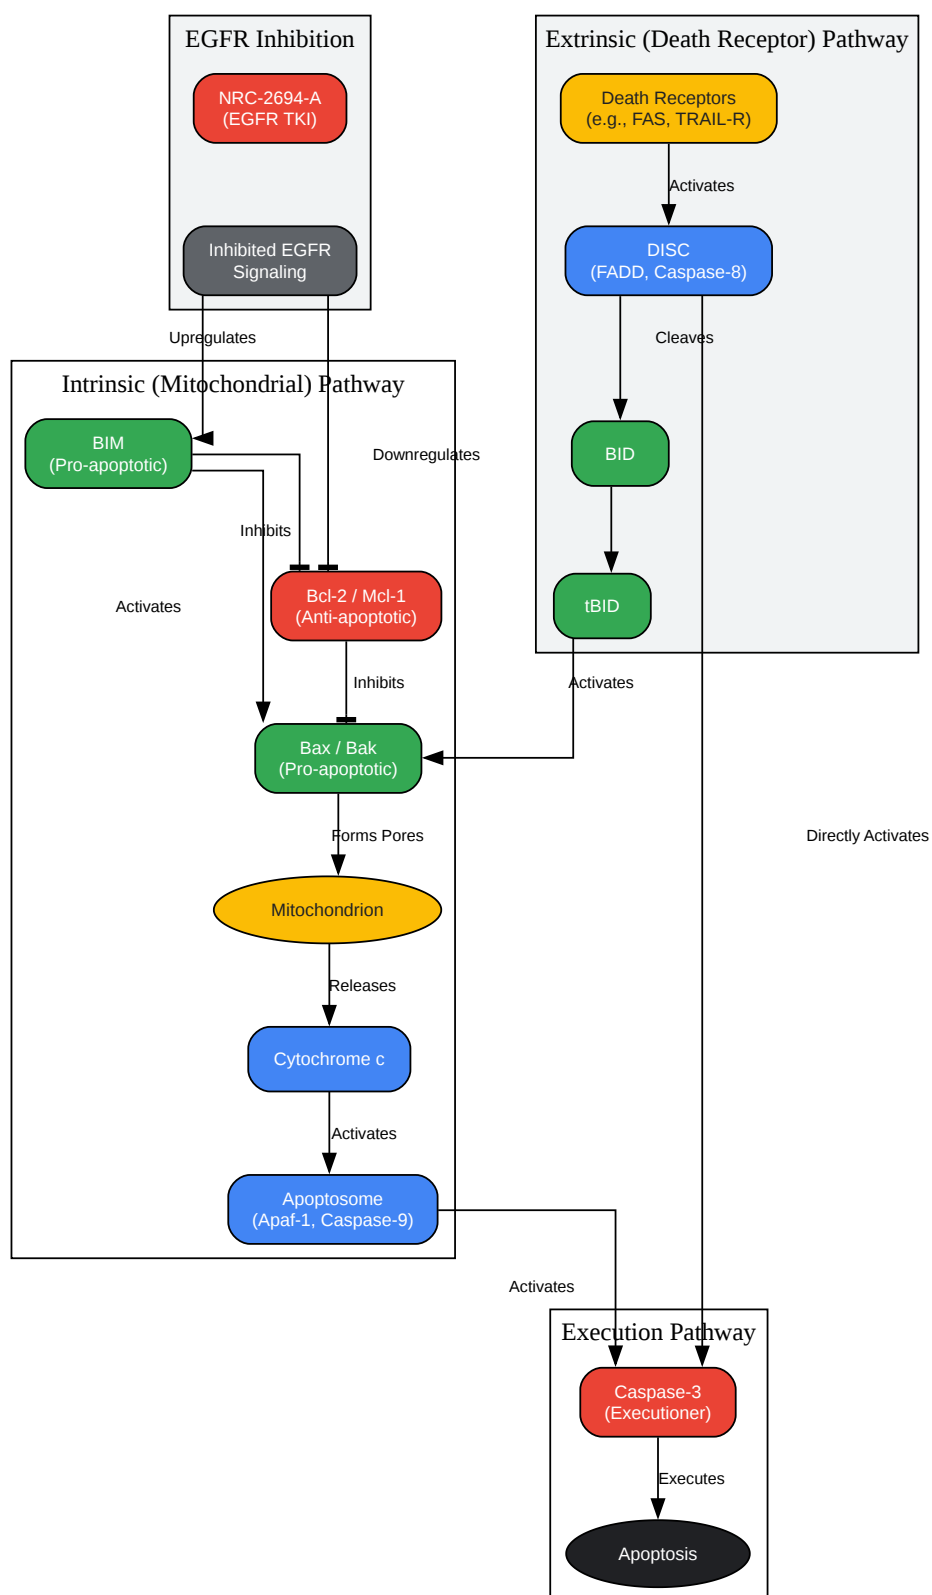 EGFR Inhibition
NRC-2694-A
(EGFR TKI)
Inhibited EGFR
Signaling
Upregulates
Downregulates
Extrinsic (Death Receptor) Pathway
Death Receptors
(e.g., FAS, TRAIL-R)
Activates
DISC
(FADD, Caspase-8)
Cleaves
BID
tBID
Activates
Directly Activates
Intrinsic (Mitochondrial) Pathway
BIM
(Pro-apoptotic)
Inhibits
Activates
Bcl-2 / Mcl-1
(Anti-apoptotic)
Inhibits
Bax / Bak
(Pro-apoptotic)
Forms Pores
Mitochondrion
Releases
Cytochrome c
Activates
Apoptosome
(Apaf-1, Caspase-9)
Activates
Execution Pathway
Caspase-3
(Executioner)
Executes
Apoptosis